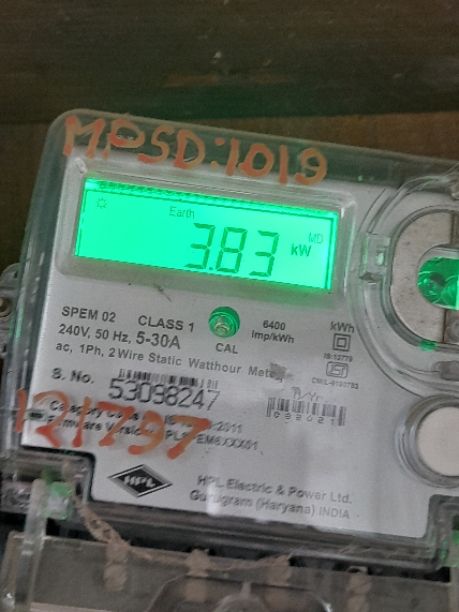 MPSD:1019
Earth
3.83 kW MD
SPEM 02 CLASS 1 6400 kWh
240V, 50 Hz, 5-30A CAL Imp/kWh
ac, 1Ph, 2 Wire Static Watthour Meter IS:13779
S. No. 53098247
121797
HPL HPL Electric & Power Ltd.
Gurugram (Haryana) INDIA